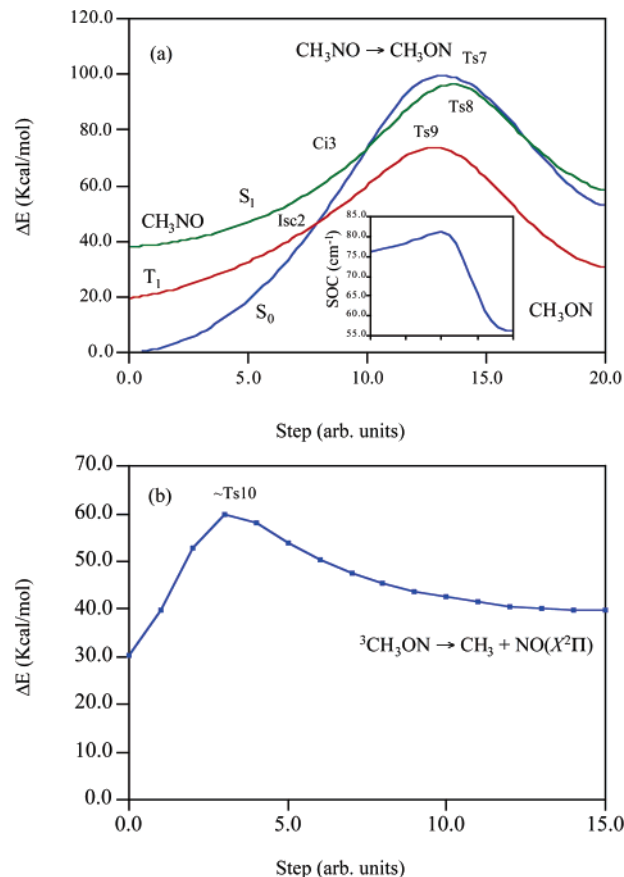 120.0
(a)
CH₃NO → CH₃ON
Ts7
100.0
Ts8
80.0
Ci3
Ts9
ΔE (Kcal/mol)
60.0
S₁
CH₃NO
Isc2
40.0
T₁
20.0
S₀
0.0
SOC (cm⁻¹)
85.0
80.0
75.0
70.0
65.0
60.0
55.0
CH₃ON
0.0 5.0 10.0 15.0 20.0
Step (arb. units)
70.0
(b)
~Ts10
60.0
50.0
ΔE (Kcal/mol)
40.0
³CH₃ON → CH₃ + NO(X²Π)
30.0
20.0
10.0
0.0
0.0 5.0 10.0 15.0
Step (arb. units)